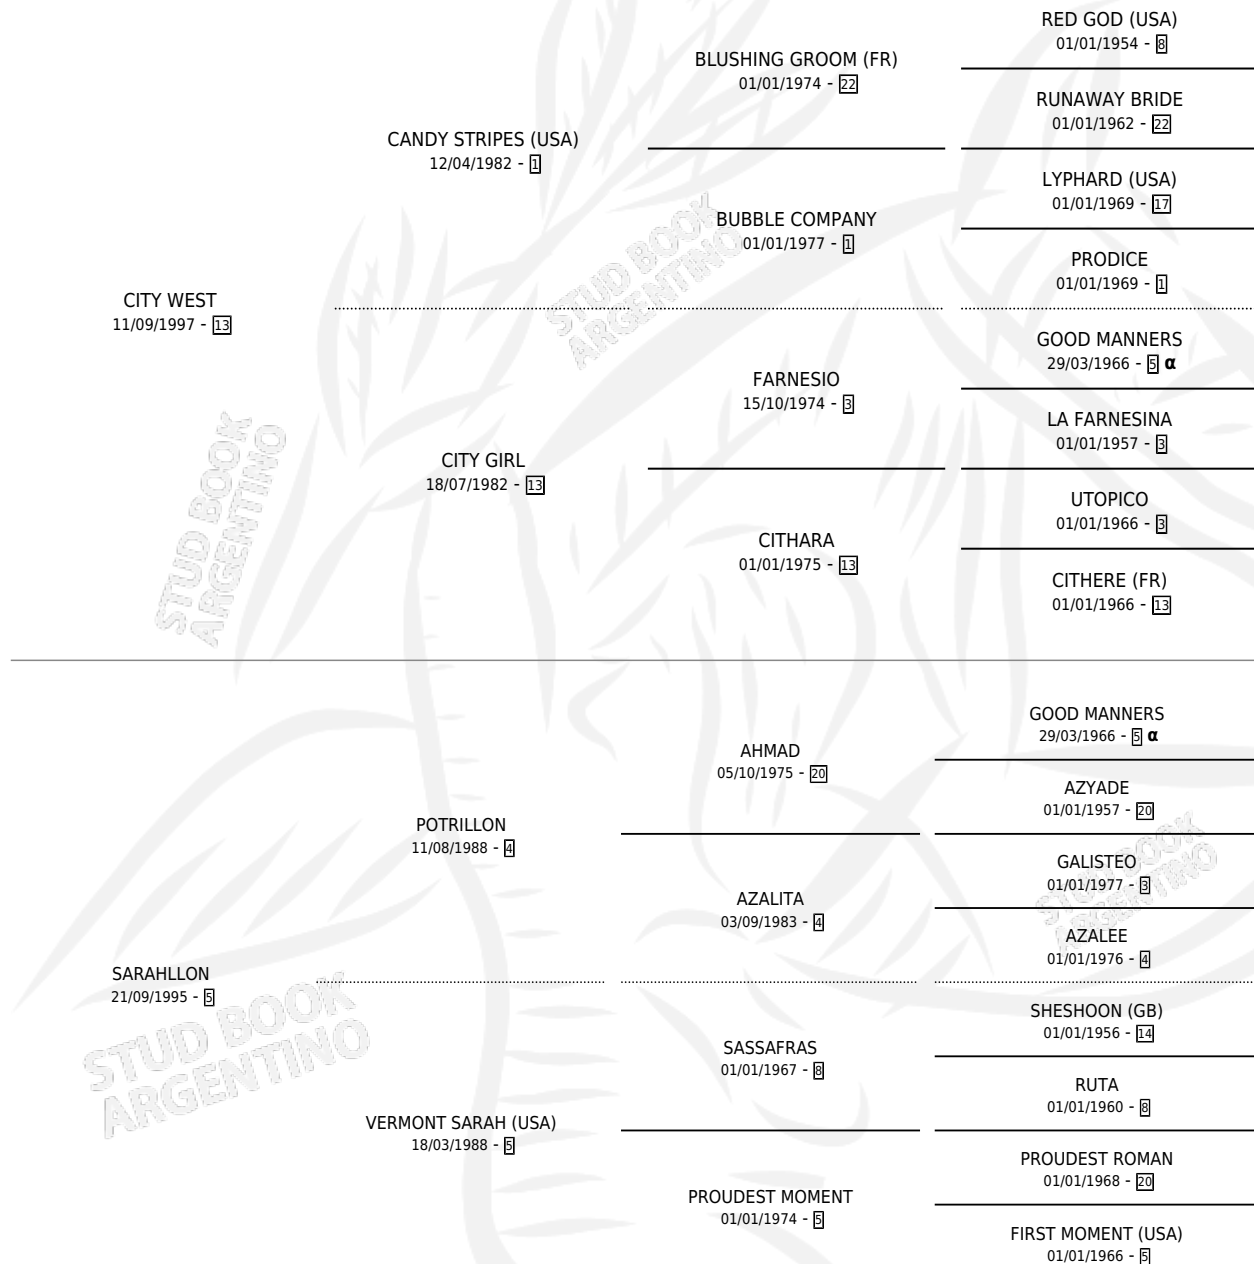 RED GOD (USA)
01/01/1954 - 8
BLUSHING GROOM (FR)
01/01/1974 - 22
RUNAWAY BRIDE
01/01/1962 - 22
CANDY STRIPES (USA)
12/04/1982 - 1
LYPHARD (USA)
01/01/1969 - 17
BUBBLE COMPANY
01/01/1977 - 1
PRODICE
01/01/1969 - 1
CITY WEST
11/09/1997 - 13
GOOD MANNERS
29/03/1966 - 5 α
FARNESIO
15/10/1974 - 3
LA FARNESINA
01/01/1957 - 3
CITY GIRL
18/07/1982 - 13
UTOPICO
01/01/1966 - 3
CITHARA
01/01/1975 - 13
CITHERE (FR)
01/01/1966 - 13
STUD BOOK
ARGENTINO
STUD BOOK
ARGENTINO
GOOD MANNERS
29/03/1966 - 5 α
AHMAD
05/10/1975 - 20
AZYADE
01/01/1957 - 20
POTRILLON
11/08/1988 - 4
GALISTEO
01/01/1977 - 3
AZALITA
03/09/1983 - 4
AZALEE
01/01/1976 - 4
SARAHLLON
21/09/1995 - 5
SHESHOON (GB)
01/01/1956 - 14
SASSAFRAS
01/01/1967 - 8
RUTA
01/01/1960 - 8
VERMONT SARAH (USA)
18/03/1988 - 5
PROUDEST ROMAN
01/01/1968 - 20
PROUDEST MOMENT
01/01/1974 - 5
FIRST MOMENT (USA)
01/01/1966 - 5
STUD BOOK
ARGENTINO
STUD BOOK
ARGENTINO